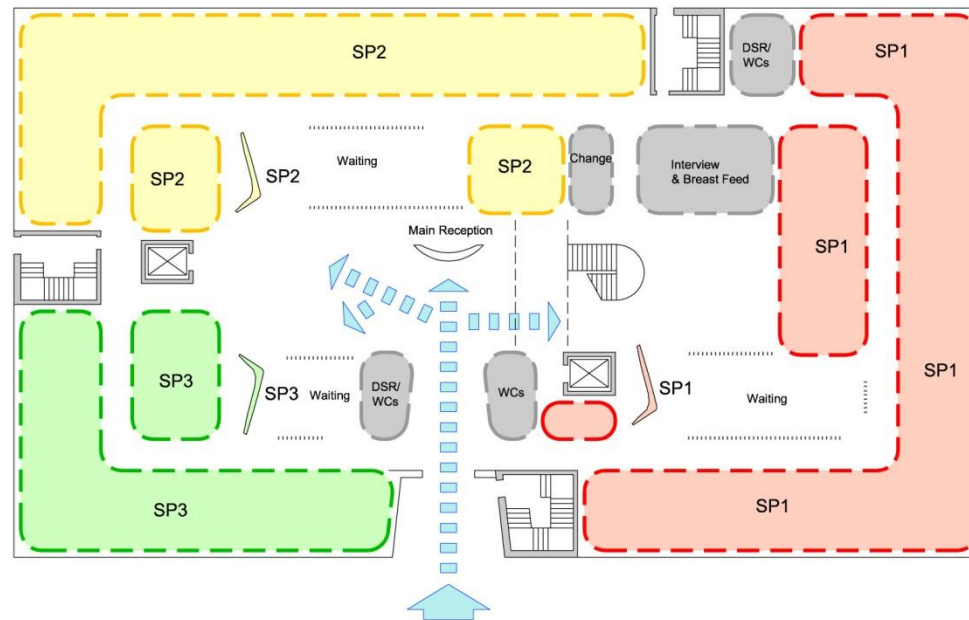 SP2
DSR/
WCs
SP1
SP2
SP2
Waiting
SP2
Change
Interview
& Breast Feed
Main Reception
SP1
SP3
SP3
Waiting
DSR/
WCs
WCs
SP1
Waiting
SP1
SP3
SP1